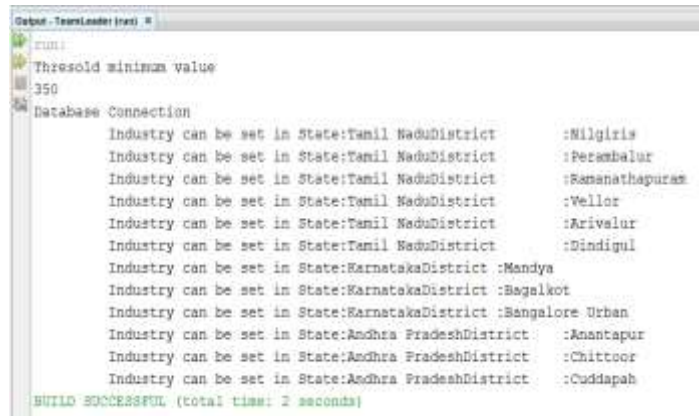 Output - TeamLeader (run)
run:
Thresold minimum value
350
Database Connection
Industry can be set in State:Tamil NaduDistrict :Nilgiris
Industry can be set in State:Tamil NaduDistrict :Perambalur
Industry can be set in State:Tamil NaduDistrict :Ramanathapuram
Industry can be set in State:Tamil NaduDistrict :Vellor
Industry can be set in State:Tamil NaduDistrict :Arivalur
Industry can be set in State:Tamil NaduDistrict :Dindigul
Industry can be set in State:KarnatakaDistrict :Mandya
Industry can be set in State:KarnatakaDistrict :Bagalkot
Industry can be set in State:KarnatakaDistrict :Bangalore Urban
Industry can be set in State:Andhra PradeshDistrict :Anantapur
Industry can be set in State:Andhra PradeshDistrict :Chittoor
Industry can be set in State:Andhra PradeshDistrict :Cuddapah
BUILD SUCCESSFUL (total time: 2 seconds)